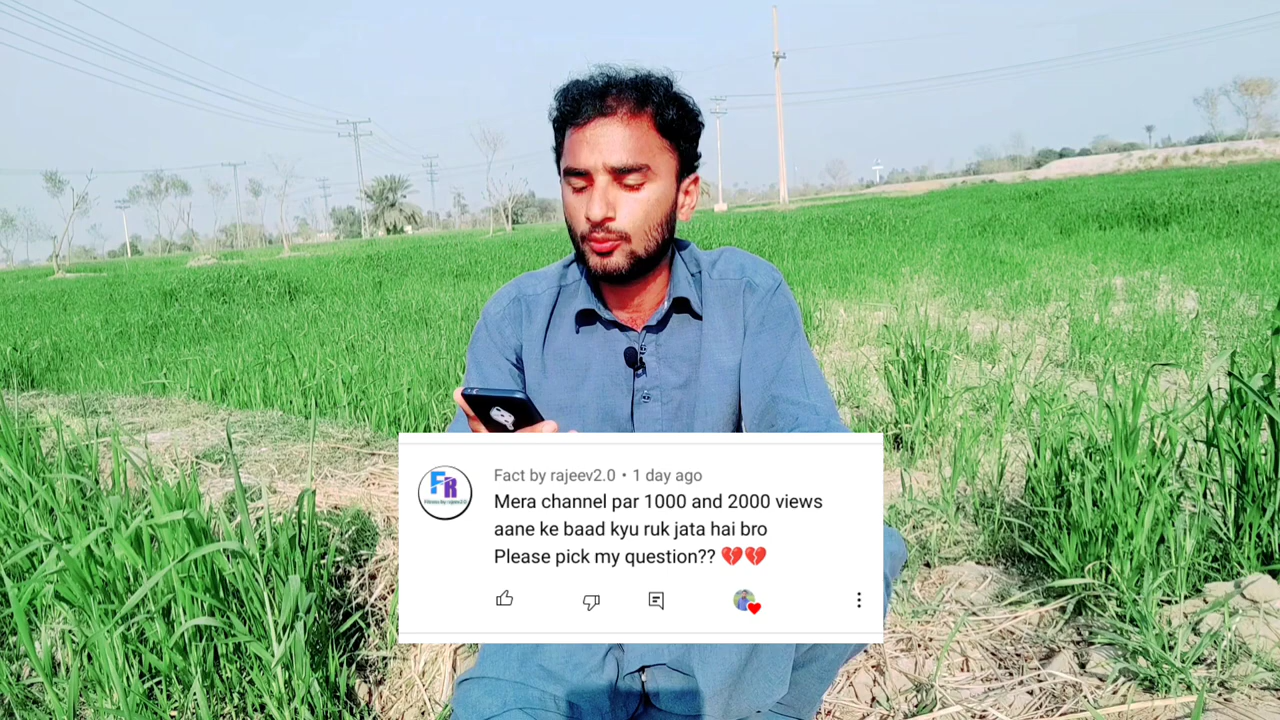 Fact by rajeev2.0 • 1 day ago
Mera channel par 1000 and 2000 views
aane ke baad kyu ruk jata hai bro
Please pick my question?? 💔💔
FR